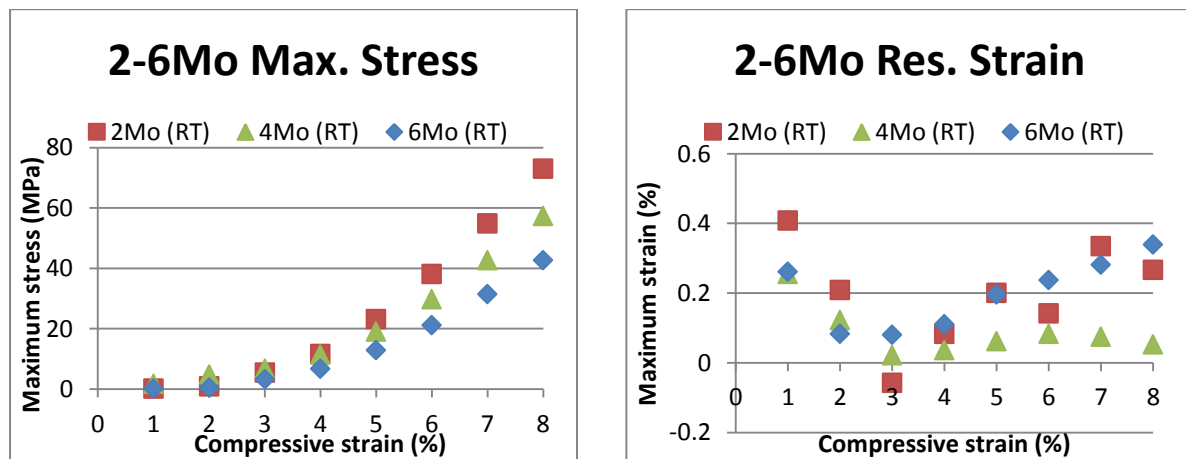 2-6Mo Max. Stress
2Mo (RT) 4Mo (RT) 6Mo (RT)
Maximum stress (MPa)
80
60
40
20
0
0 1 2 3 4 5 6 7 8
Compressive strain (%)
2-6Mo Res. Strain
2Mo (RT) 4Mo (RT) 6Mo (RT)
Maximum strain (%)
0.6
0.4
0.2
0
-0.2
0 1 2 3 4 5 6 7 8
Compressive strain (%)